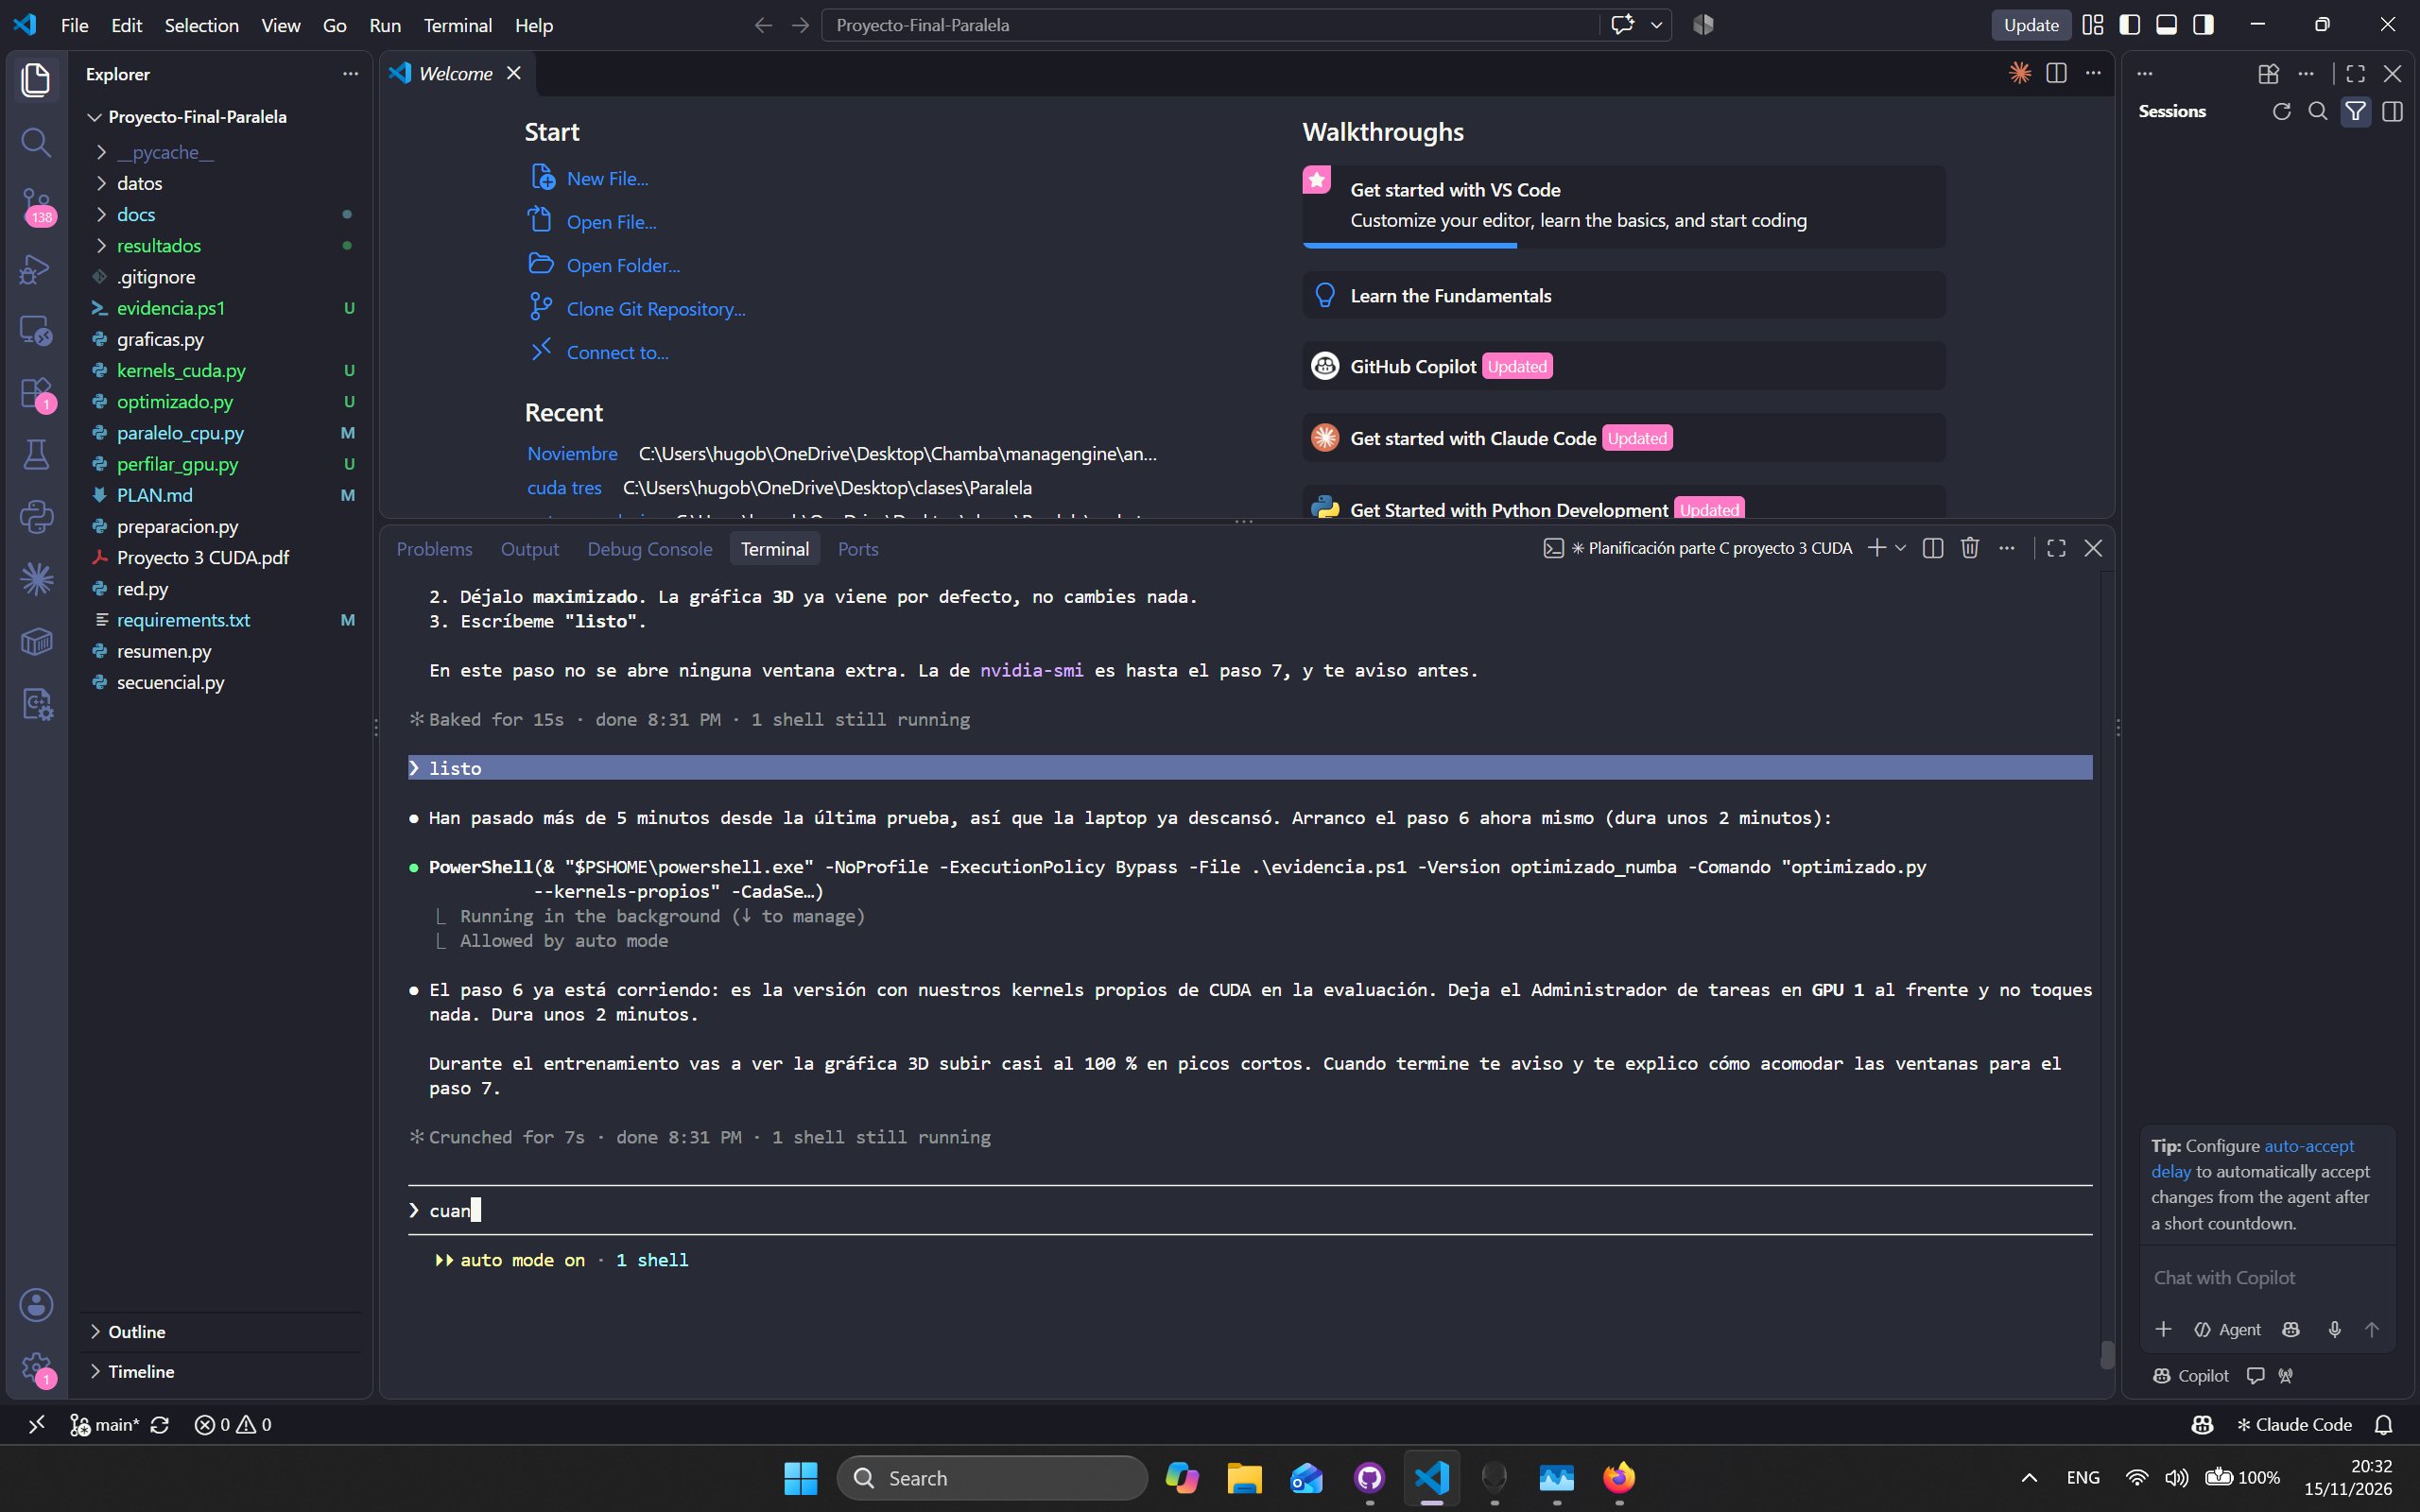 File Edit Selection View Go Run Terminal Help
Proyecto-Final-Paralela
Update
Explorer
Proyecto-Final-Paralela
__pycache__
datos
docs
resultados
.gitignore
evidencia.ps1 U
graficas.py
kernels_cuda.py U
optimizado.py U
paralelo_cpu.py M
perfilar_gpu.py U
PLAN.md M
preparacion.py
Proyecto 3 CUDA.pdf
red.py
requirements.txt M
resumen.py
secuencial.py
Outline
Timeline
138
1
1
Welcome
Start
New File...
Open File...
Open Folder...
Clone Git Repository...
Connect to...
Recent
Noviembre C:\Users\hugob\OneDrive\Desktop\Chamba\managengine\an...
cuda tres C:\Users\hugob\OneDrive\Desktop\clases\Paralela
Walkthroughs
Get started with VS Code
Customize your editor, learn the basics, and start coding
Learn the Fundamentals
GitHub Copilot Updated
Get started with Claude Code Updated
Get Started with Python Development Updated
Problems Output Debug Console Terminal Ports
✳ Planificación parte C proyecto 3 CUDA
2. Déjalo maximizado. La gráfica 3D ya viene por defecto, no cambies nada.
3. Escríbeme "listo".
En este paso no se abre ninguna ventana extra. La de nvidia-smi es hasta el paso 7, y te aviso antes.
✻ Baked for 15s · done 8:31 PM · 1 shell still running
❯ listo
● Han pasado más de 5 minutos desde la última prueba, así que la laptop ya descansó. Arranco el paso 6 ahora mismo (dura unos 2 minutos):
● PowerShell(& "$PSHOME\powershell.exe" -NoProfile -ExecutionPolicy Bypass -File .\evidencia.ps1 -Version optimizado_numba -Comando "optimizado.py
--kernels-propios" -CadaSe…)
⎿ Running in the background (↓ to manage)
⎿ Allowed by auto mode
● El paso 6 ya está corriendo: es la versión con nuestros kernels propios de CUDA en la evaluación. Deja el Administrador de tareas en GPU 1 al frente y no toques
nada. Dura unos 2 minutos.
Durante el entrenamiento vas a ver la gráfica 3D subir casi al 100 % en picos cortos. Cuando termine te aviso y te explico cómo acomodar las ventanas para el
paso 7.
✻ Crunched for 7s · done 8:31 PM · 1 shell still running
❯ cuan
⏵⏵ auto mode on · 1 shell
Sessions
Tip: Configure auto-accept
delay to automatically accept
changes from the agent after
a short countdown.
Chat with Copilot
Agent
Copilot
main* 0 0
Claude Code
Search
ENG
100%
20:32
15/11/2026